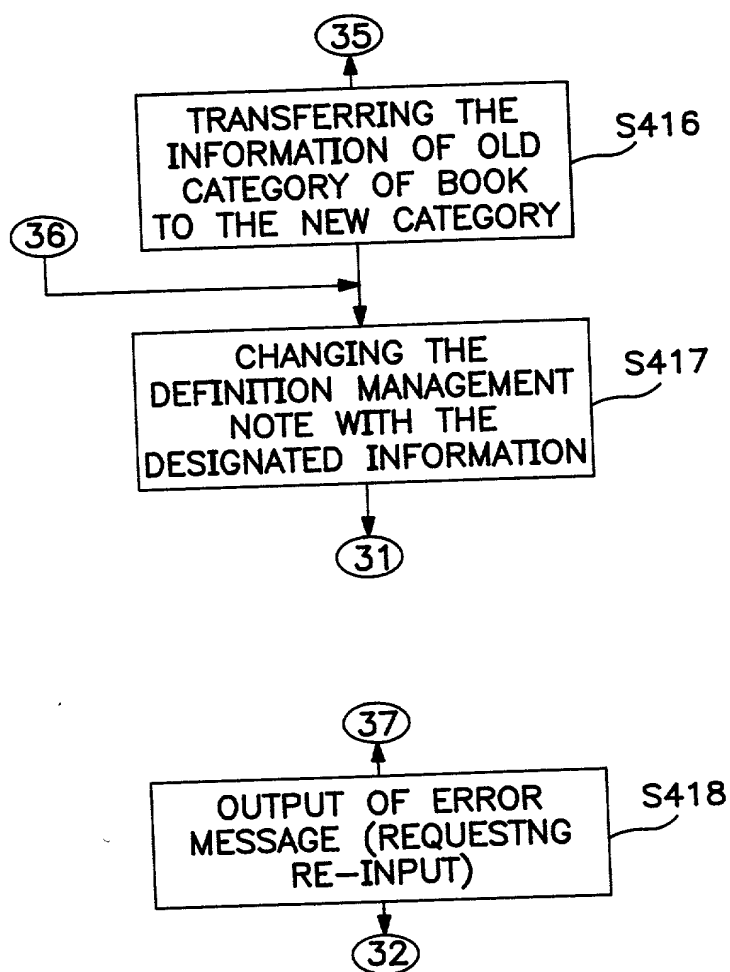 35
TRANSFERRING THE
INFORMATION OF OLD
CATEGORY OF BOOK
TO THE NEW CATEGORY
S416
36
CHANGING THE
DEFINITION MANAGEMENT
NOTE WITH THE
DESIGNATED INFORMATION
S417
31
37
OUTPUT OF ERROR
MESSAGE (REQUESTNG
RE-INPUT)
S418
32